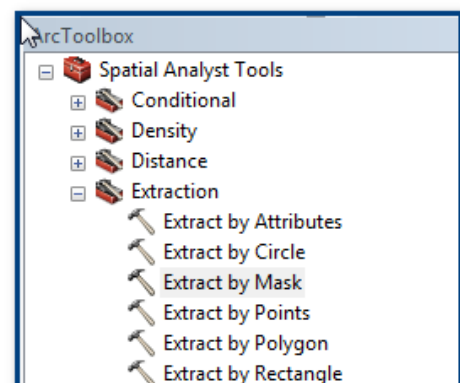 ArcToolbox
Spatial Analyst Tools
Conditional
Density
Distance
Extraction
Extract by Attributes
Extract by Circle
Extract by Mask
Extract by Points
Extract by Polygon
Extract by Rectangle